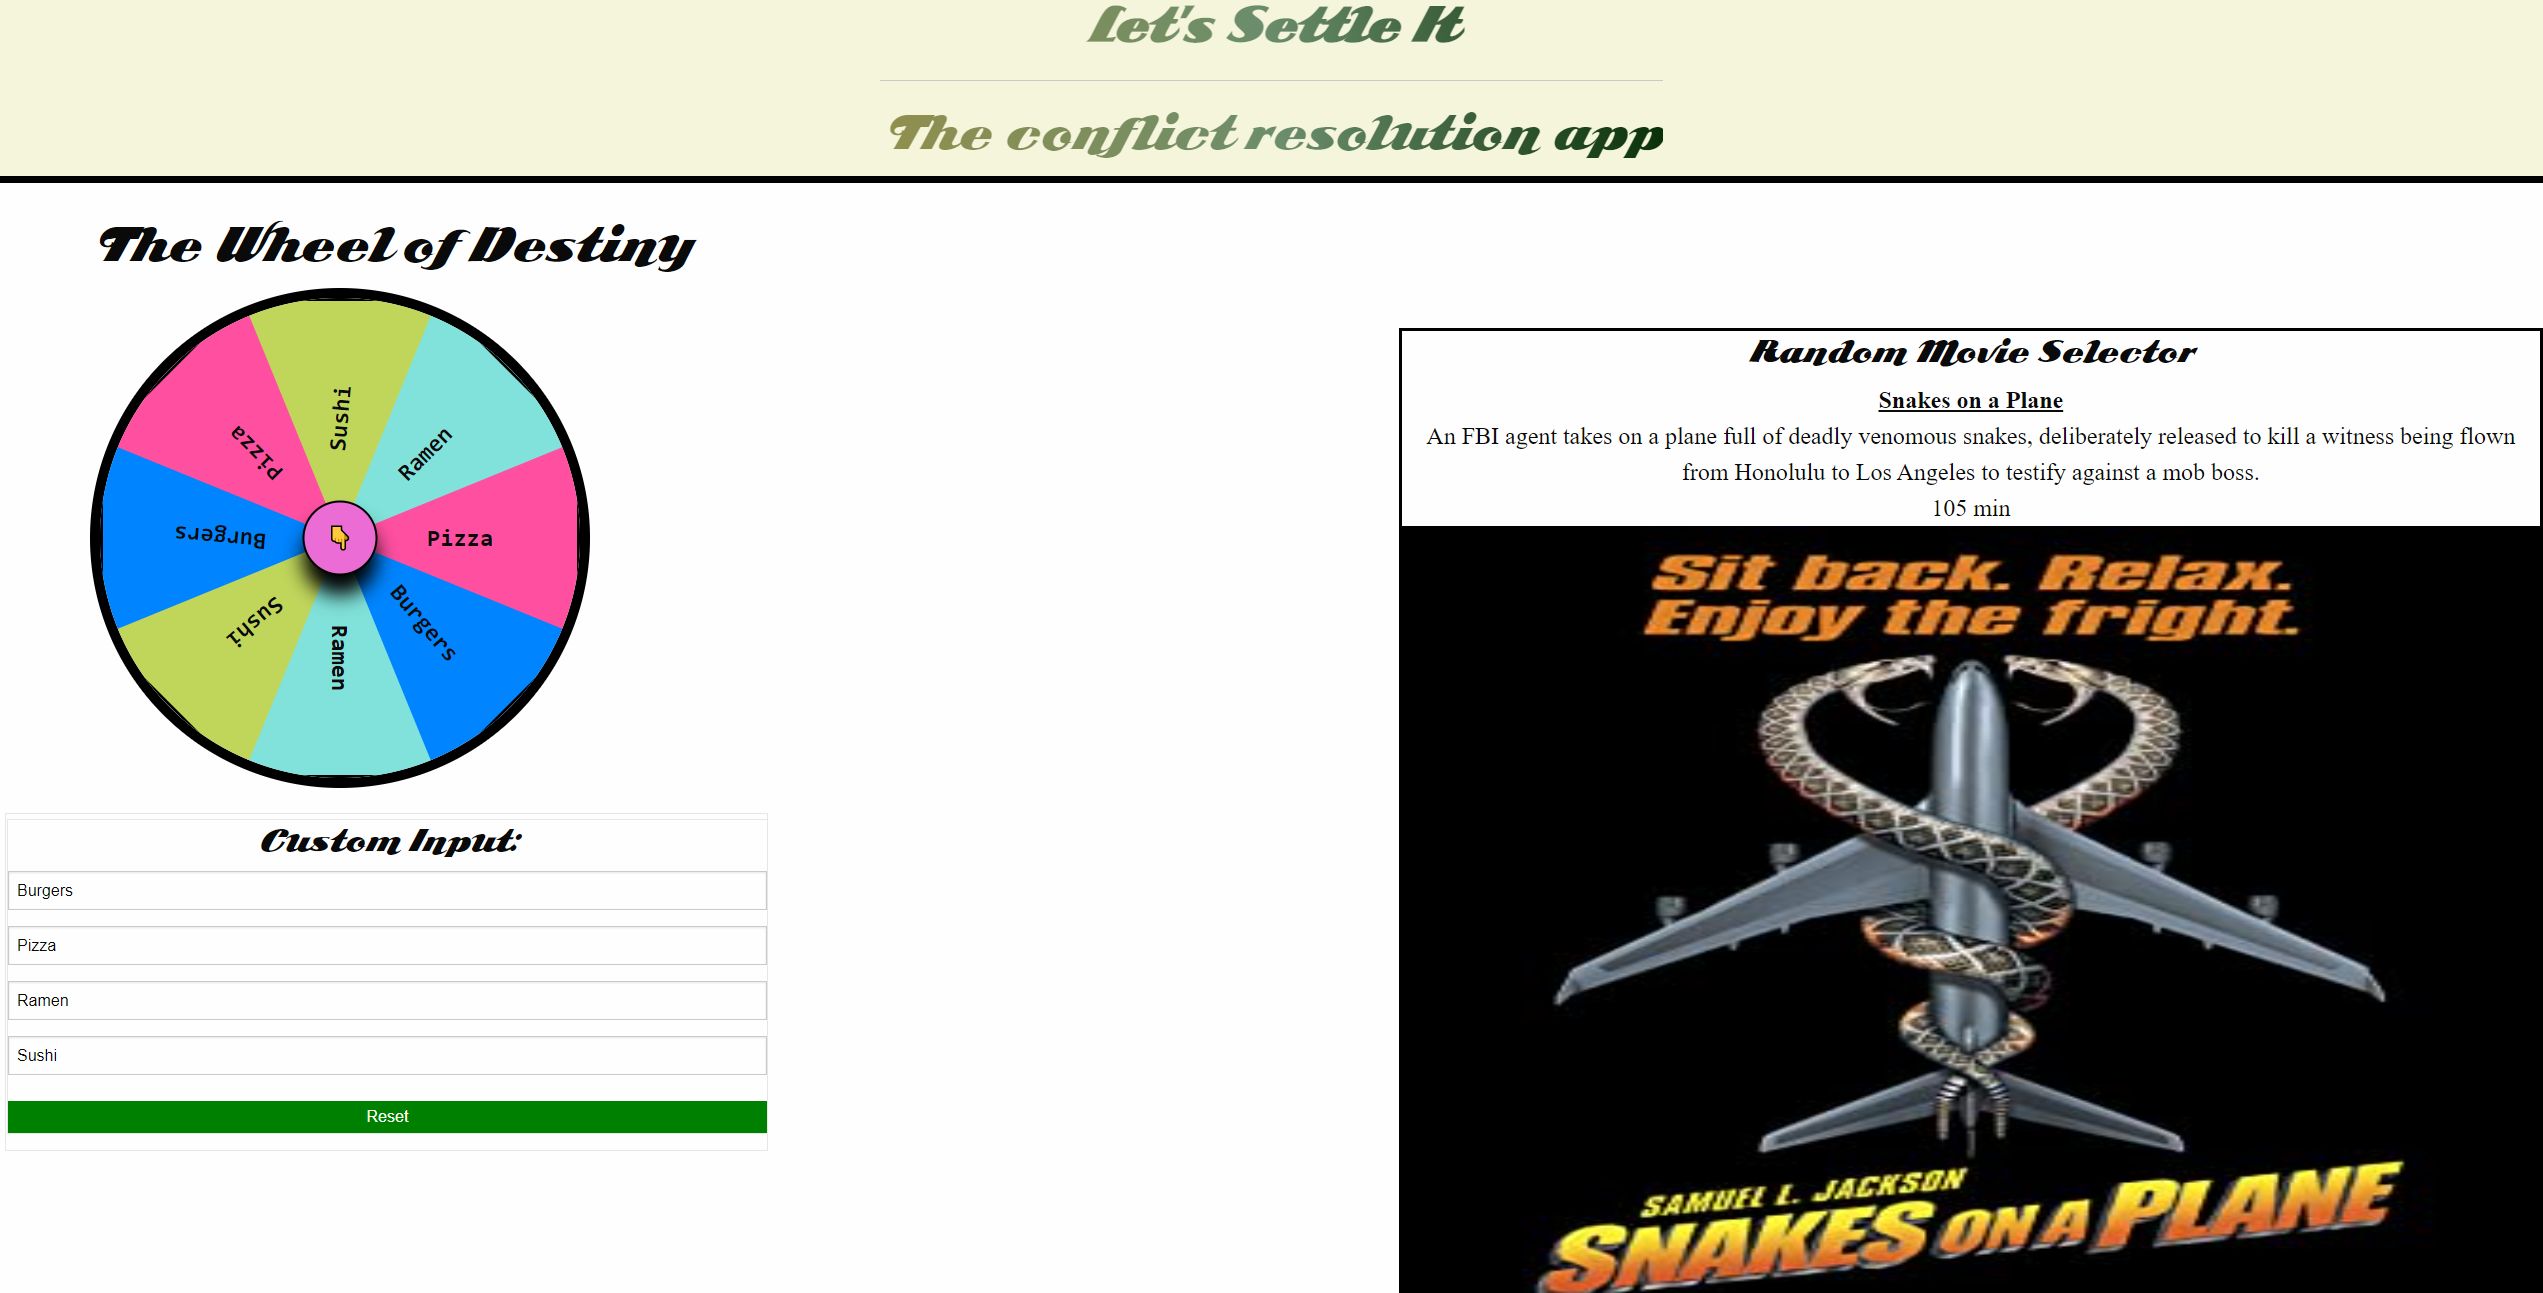 Let's Settle It
The conflict resolution app
The Wheel of Destiny
Sushi
Ramen
Pizza
Burgers
Ramen
Sushi
Burgers
Pizza
Custom Input:
Burgers
Pizza
Ramen
Sushi
Reset
Random Movie Selector
Snakes on a Plane
An FBI agent takes on a plane full of deadly venomous snakes, deliberately released to kill a witness being flown
from Honolulu to Los Angeles to testify against a mob boss.
105 min
Sit back. Relax.
Enjoy the fright.
SAMUEL L. JACKSON
SNAKES ON A PLANE